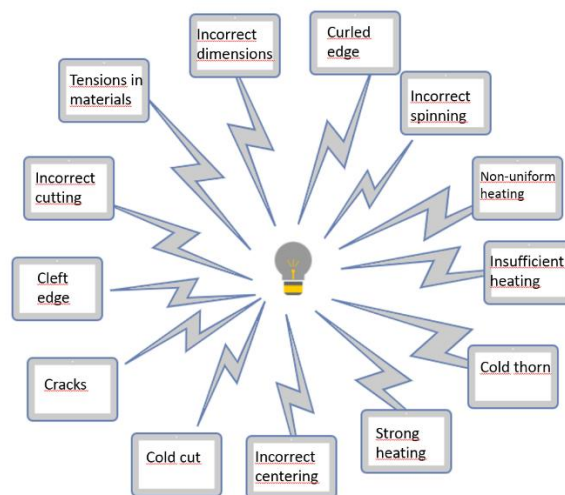 Incorrect
dimensions
Curled
edge
Tensions in
materials
Incorrect
spinning
Incorrect
cutting
Non-uniform
heating
Cleft
edge
Insufficient
heating
Cracks
Cold thorn
Cold cut
Incorrect
centering
Strong
heating